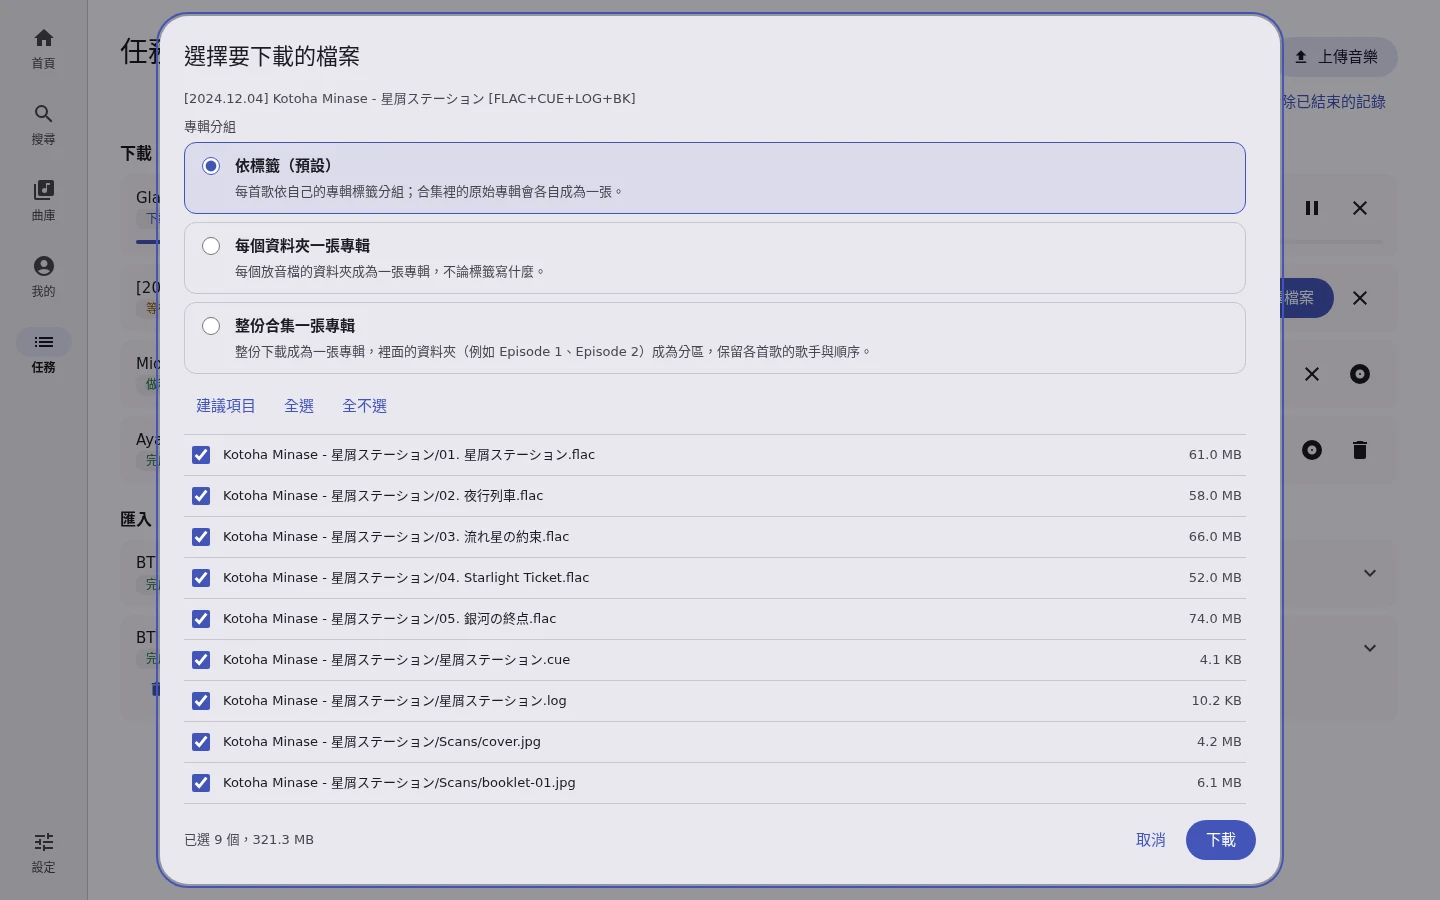 首頁
搜尋
曲庫
我的
任務
設定
任務
上傳音樂
除已結束的記錄
下載
Gla
[20
檔案
Mic
Aya
匯入
BT
BT
選擇要下載的檔案
[2024.12.04] Kotoha Minase - 星屑ステーション [FLAC+CUE+LOG+BK]
專輯分組
依標籤（預設）
每首歌依自己的專輯標籤分組；合集裡的原始專輯會各自成為一張。
每個資料夾一張專輯
每個放音檔的資料夾成為一張專輯，不論標籤寫什麼。
整份合集一張專輯
整份下載成為一張專輯，裡面的資料夾（例如 Episode 1、Episode 2）成為分區，保留各首歌的歌手與順序。
建議項目 全選 全不選
Kotoha Minase - 星屑ステーション/01. 星屑ステーション.flac 61.0 MB
Kotoha Minase - 星屑ステーション/02. 夜行列車.flac 58.0 MB
Kotoha Minase - 星屑ステーション/03. 流れ星の約束.flac 66.0 MB
Kotoha Minase - 星屑ステーション/04. Starlight Ticket.flac 52.0 MB
Kotoha Minase - 星屑ステーション/05. 銀河の終点.flac 74.0 MB
Kotoha Minase - 星屑ステーション/星屑ステーション.cue 4.1 KB
Kotoha Minase - 星屑ステーション/星屑ステーション.log 10.2 KB
Kotoha Minase - 星屑ステーション/Scans/cover.jpg 4.2 MB
Kotoha Minase - 星屑ステーション/Scans/booklet-01.jpg 6.1 MB
已選 9 個，321.3 MB
取消 下載